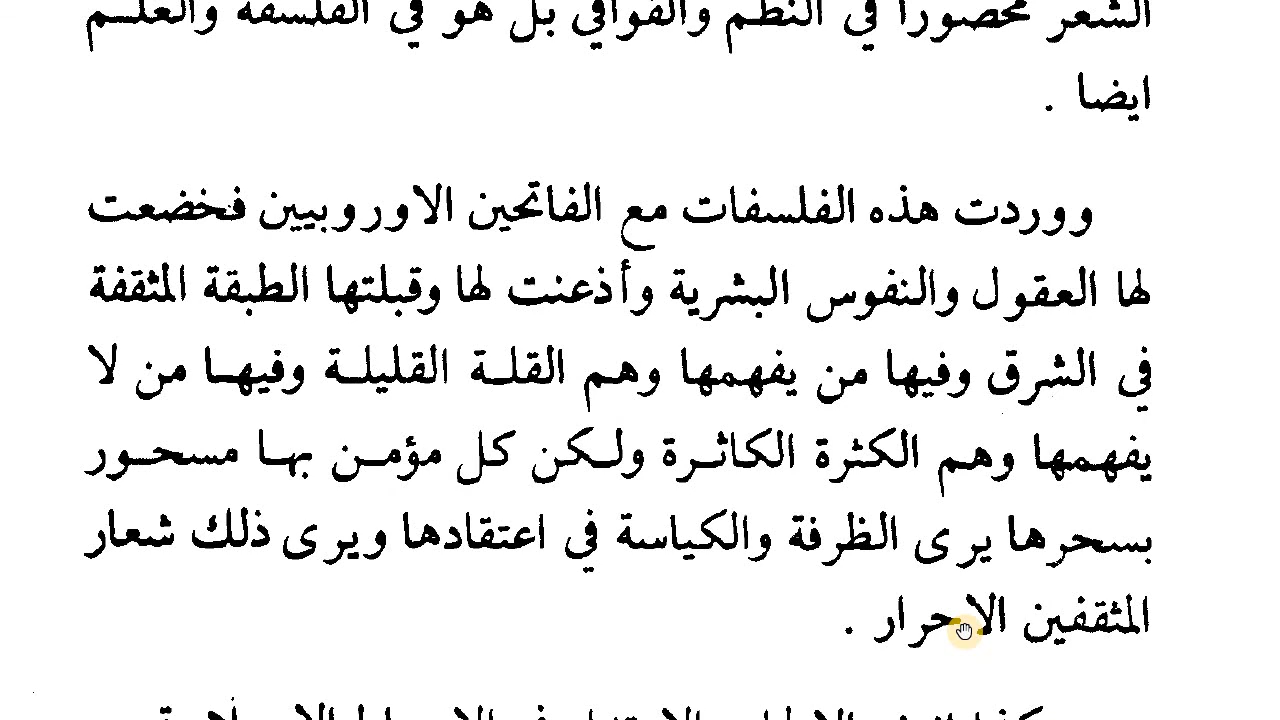 الشعر محصورا في النظم والقوافي بل هو في الفلسفة والعلم
ايضا .
ووردت هذه الفلسفات مع الفاتحين الاوروبيين فخضعت
لها العقول والنفوس البشرية وأذعنت لها وقبلتها الطبقة المثقفة
في الشرق وفيها من يفهمها وهم القلة القليلة وفيها من لا
يفهمها وهم الكثرة الكاثرة ولكن كل مؤمن بها مسحور
بسحرها يرى الظرفة والكياسة في اعتقادها ويرى ذلك شعار
المثقفين الاحرار .